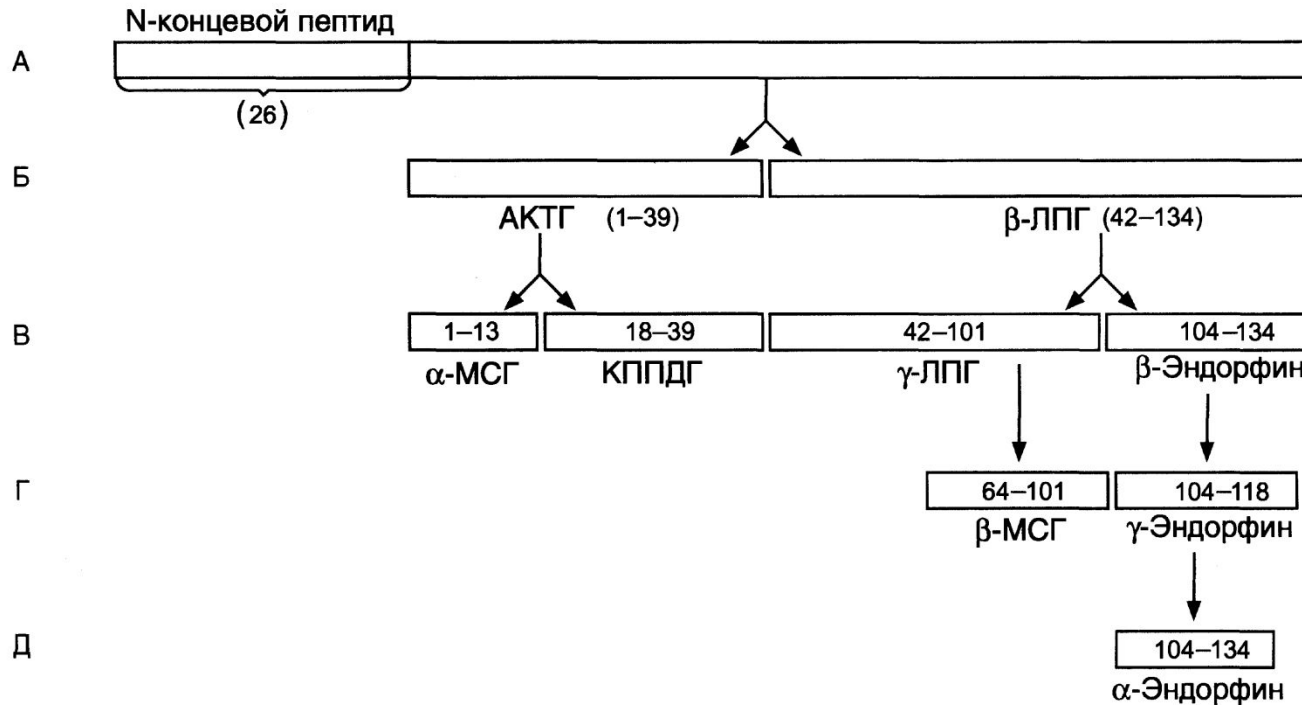 N-концевой пептид
А
(26)
Б
АКТГ (1–39) β-ЛПГ (42–134)
В 1–13 18–39 42–101 104–134
α-МСГ КППДГ γ-ЛПГ β-Эндорфин
Г 64–101 104–118
β-МСГ γ-Эндорфин
Д 104–134
α-Эндорфин